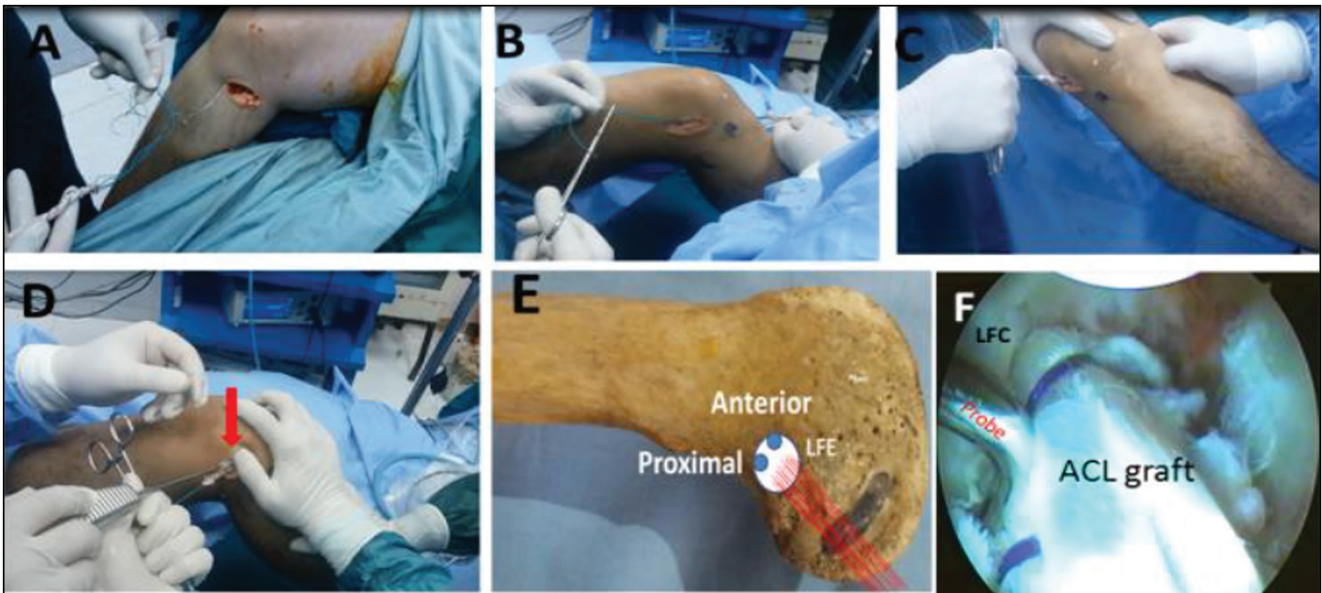 A
B
C
D
E
Anterior
LFE
Proximal
F
LFC
Probe
ACL graft